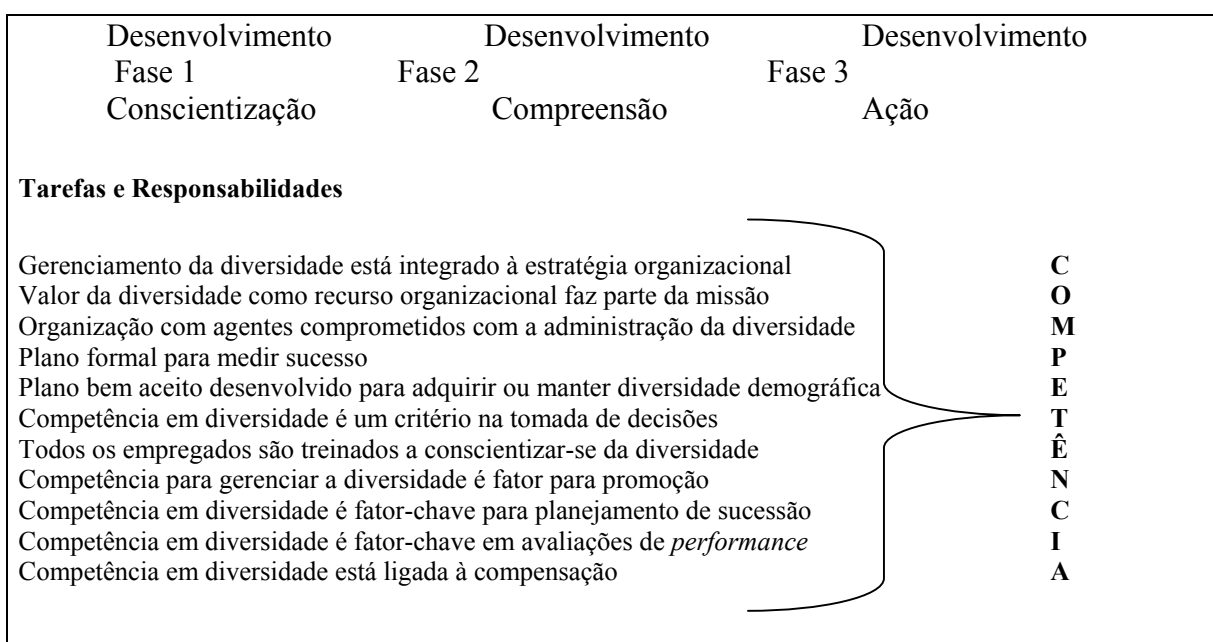 Desenvolvimento Desenvolvimento Desenvolvimento
Fase 1 Fase 2 Fase 3
Conscientização Compreensão Ação
Tarefas e Responsabilidades
Gerenciamento da diversidade está integrado à estratégia organizacional C
Valor da diversidade como recurso organizacional faz parte da missão O
Organização com agentes comprometidos com a administração da diversidade M
Plano formal para medir sucesso P
Plano bem aceito desenvolvido para adquirir ou manter diversidade demográfica E
Competência em diversidade é um critério na tomada de decisões T
Todos os empregados são treinados a conscientizar-se da diversidade Ê
Competência para gerenciar a diversidade é fator para promoção N
Competência em diversidade é fator-chave para planejamento de sucessão C
Competência em diversidade é fator-chave em avaliações de performance I
Competência em diversidade está ligada à compensação A